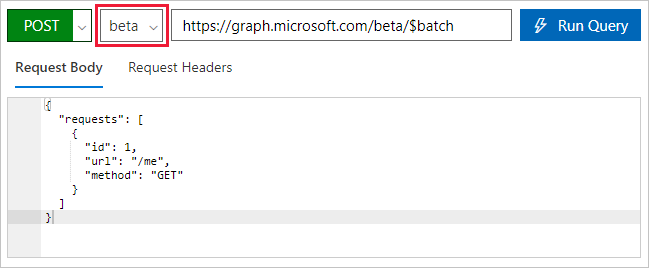 POST beta https://graph.microsoft.com/beta/$batch Run Query
Request Body Request Headers
{
"requests": [
{
"id": 1,
"url": "/me",
"method": "GET"
}
]
}